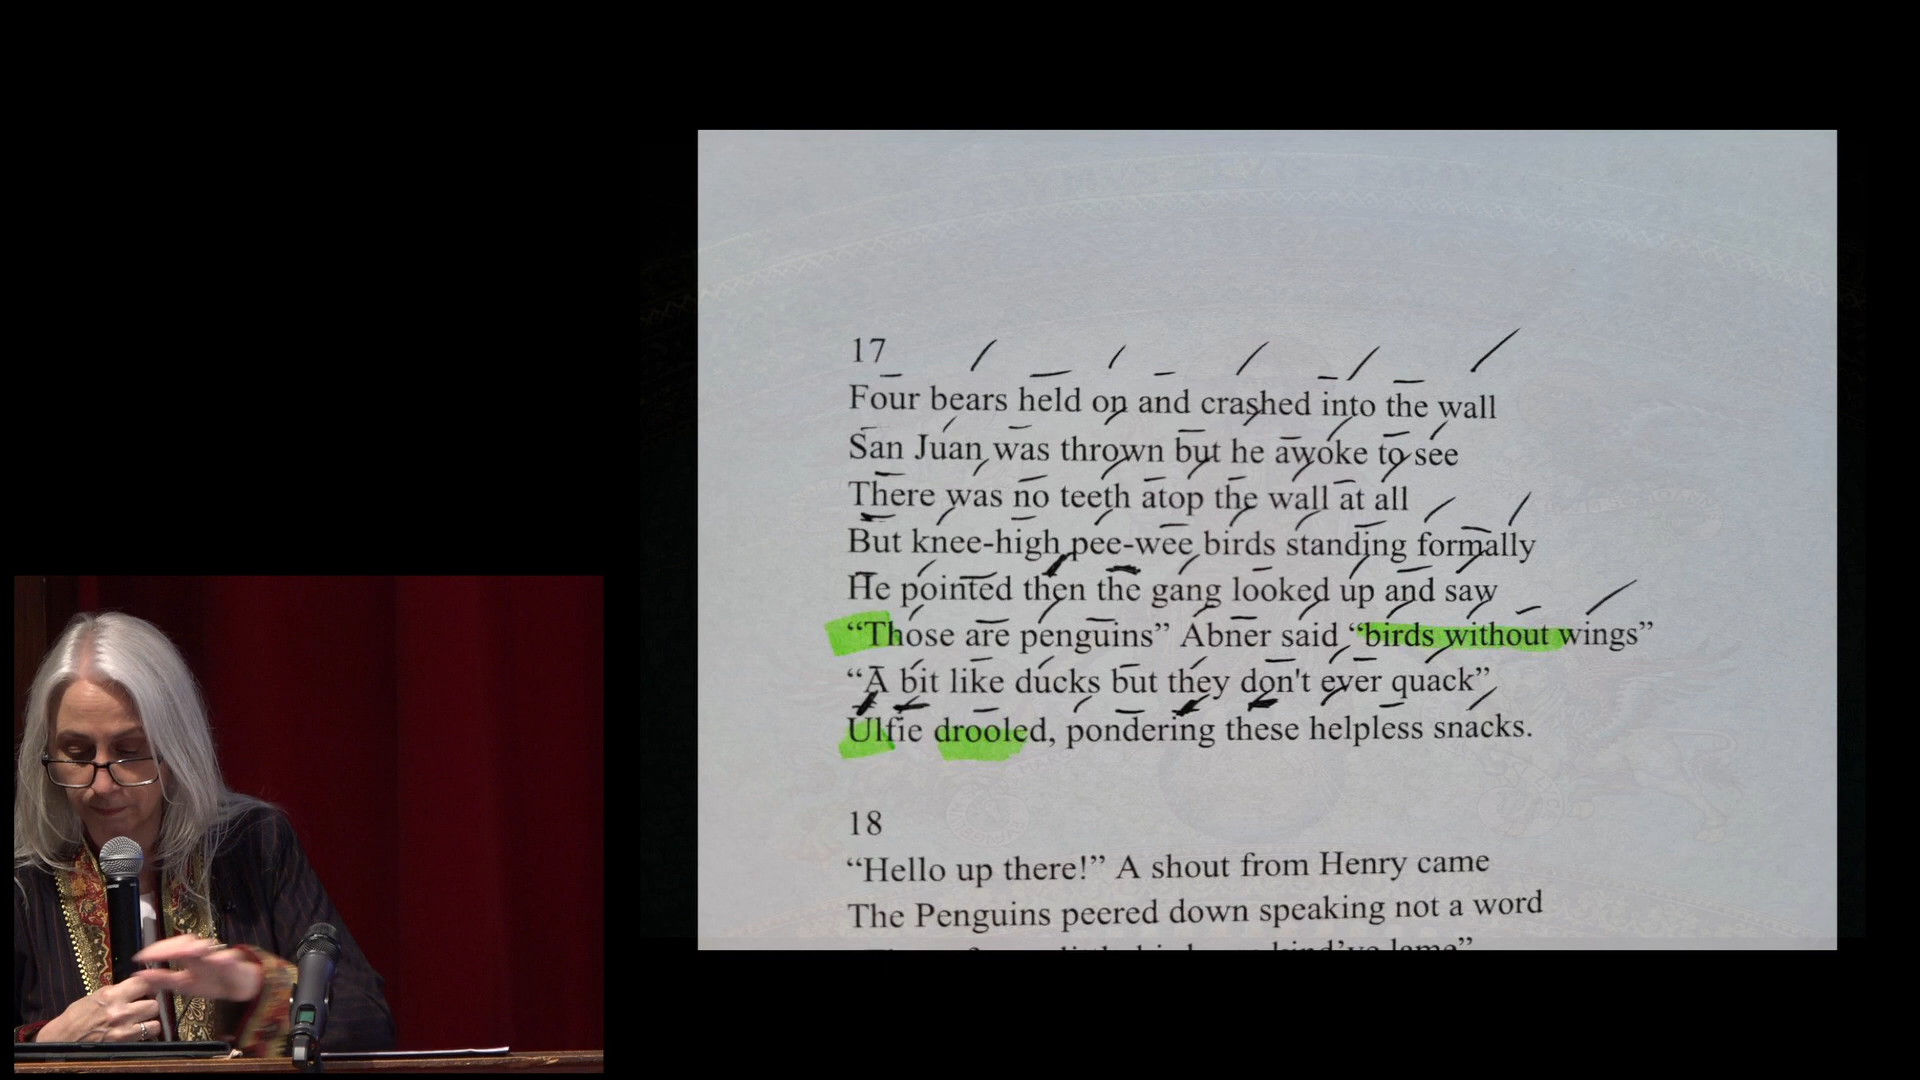 17
Four bears held on and crashed into the wall
San Juan was thrown but he awoke to see
There was no teeth atop the wall at all
But knee-high pee-wee birds standing formally
He pointed then the gang looked up and saw
“Those are penguins” Abner said “birds without wings”
“A bit like ducks but they don't ever quack”
Ulfie drooled, pondering these helpless snacks.
18
“Hello up there!” A shout from Henry came
The Penguins peered down speaking not a word
kind’ve lame”